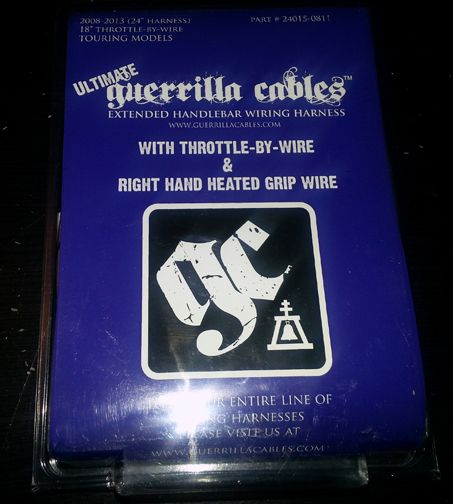 2008-2013 (24" HARNESS)
PART # 24015-0811
18" THROTTLE-BY-WIRE
TOURING MODELS
ULTIMATE
guerrilla cables™
EXTENDED HANDLEBAR WIRING HARNESS
WWW.GUERRILLACABLES.COM
WITH THROTTLE-BY-WIRE
&
RIGHT HAND HEATED GRIP WIRE
gc
ENTIRE LINE OF
HARNESSES
VISIT US AT
WWW.GUERRILLACABLES.COM